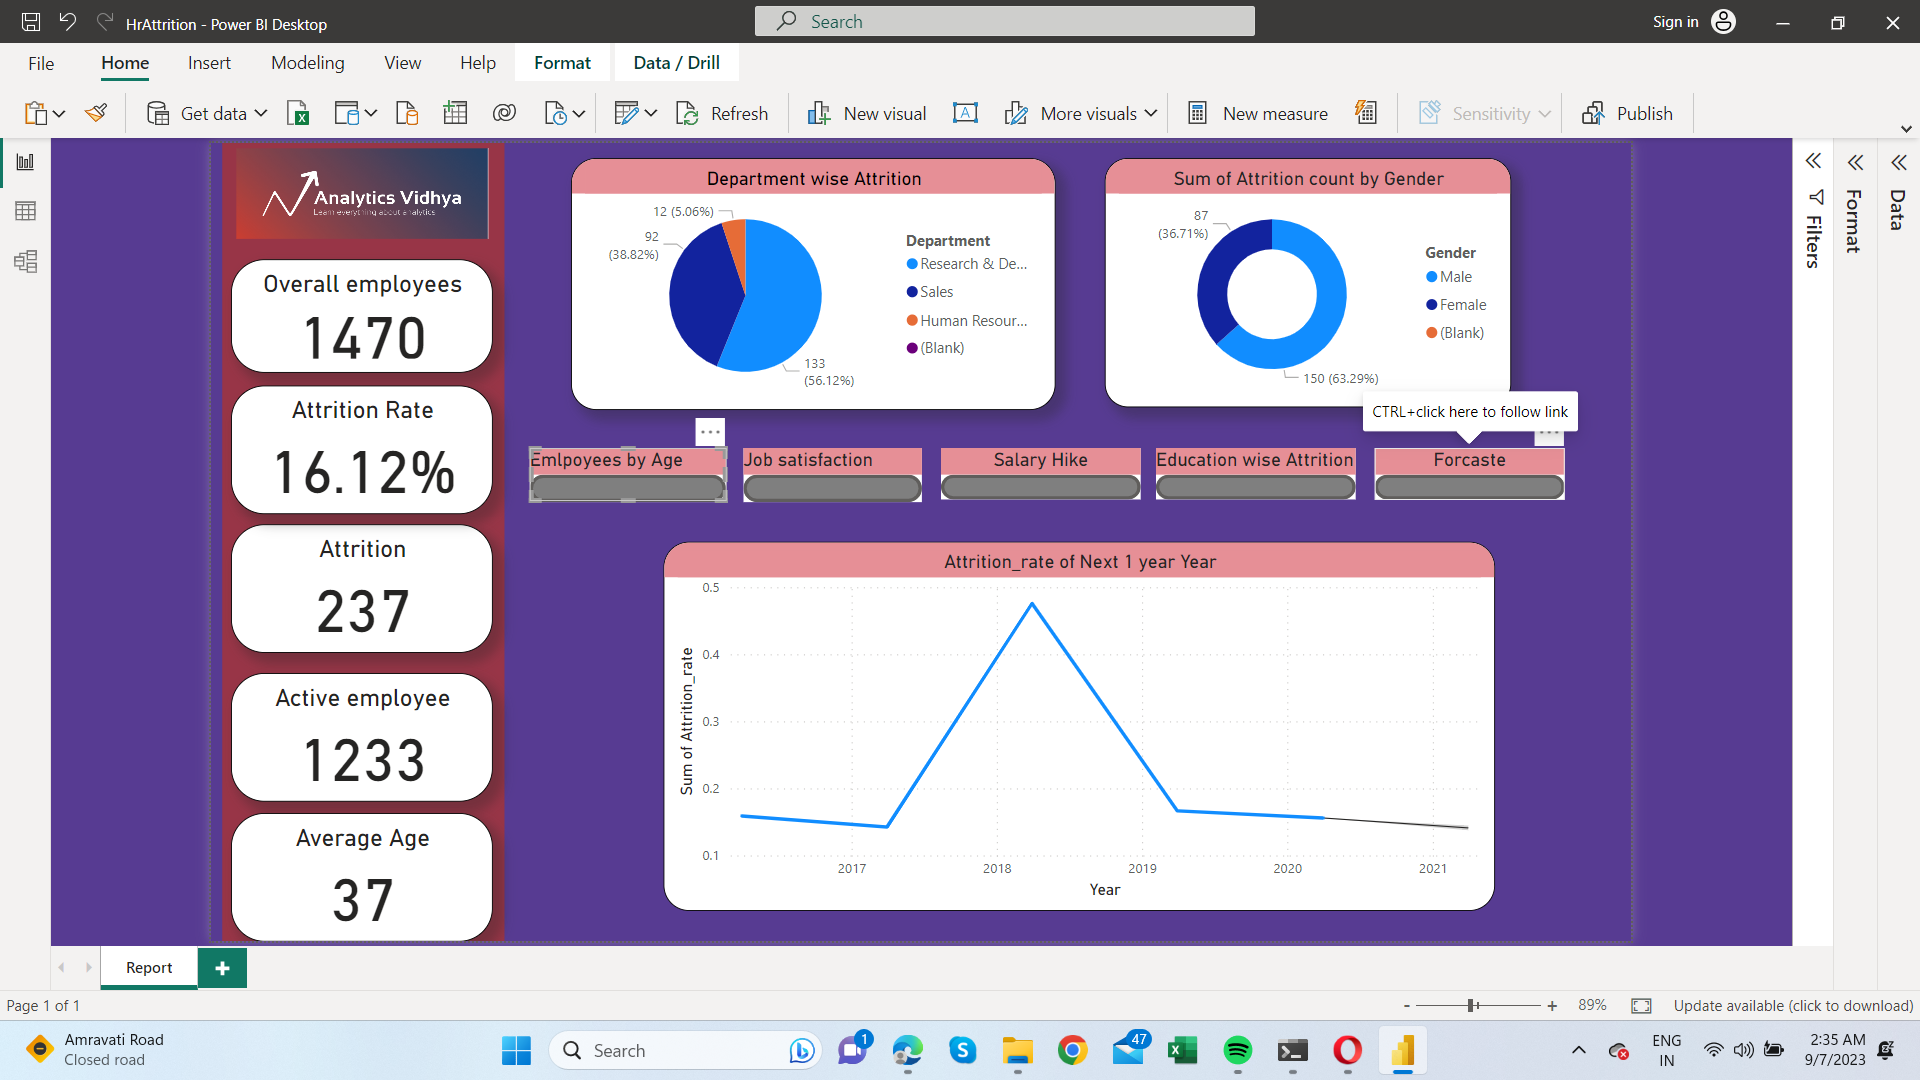 HrAttrition - Power BI Desktop
Search
Sign in
File
Home
Insert
Modeling
View
Help
Format
Data / Drill
Get data
Refresh
New visual
More visuals
New measure
Sensitivity
Publish
Analytics Vidhya
Learn everything about analytics
Overall employees
1470
Attrition Rate
16.12%
Attrition
237
Active employee
1233
Average Age
37
Department wise Attrition
12 (5.06%)
92
(38.82%)
133
(56.12%)
Department
Research & De...
Sales
Human Resour...
(Blank)
Sum of Attrition count by Gender
87
(36.71%)
150 (63.29%)
Gender
Male
Female
(Blank)
CTRL+click here to follow link
Emlpoyees by Age
Job satisfaction
Salary Hike
Education wise Attrition
Forcaste
Attrition_rate of Next 1 year Year
Sum of Attrition_rate
0.5
0.4
0.3
0.2
0.1
2017
2018
2019
2020
2021
Year
Filters
Format
Data
Report
Page 1 of 1
- + 89%
Update available (click to download)
Amravati Road
Closed road
Search
1
47
ENG
IN
2:35 AM
9/7/2023